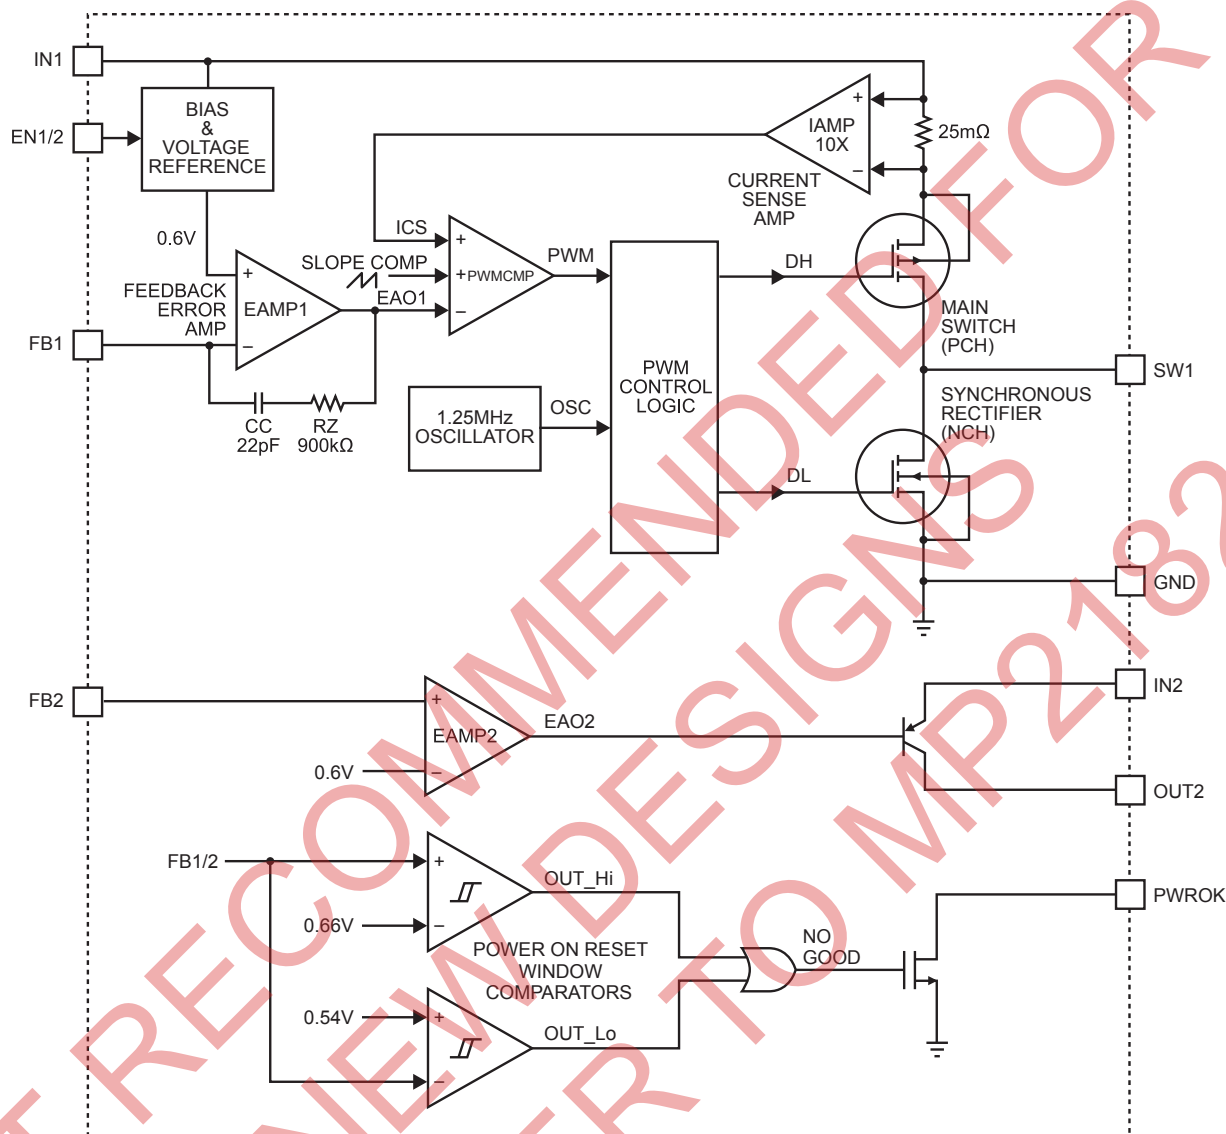 IN1
BIAS
&
VOLTAGE
REFERENCE
EN1/2
+
IAMP
10X
–
25mΩ
CURRENT
SENSE
AMP
0.6V
ICS
+
SLOPE COMP
+PWMCMP
PWM
EAO1
–
FEEDBACK
ERROR
AMP
+
EAMP1
–
FB1
DH
MAIN
SWITCH
(PCH)
PWM
CONTROL
LOGIC
SW1
SYNCHRONOUS
RECTIFIER
(NCH)
CC
22pF
RZ
900kΩ
1.25MHz
OSCILLATOR
OSC
DL
GND
FB2
+
EAMP2
–
EAO2
0.6V
IN2
OUT2
FB1/2
+
OUT_Hi
0.66V
–
PWROK
POWER ON RESET
WINDOW
COMPARATORS
NO
GOOD
0.54V
+
OUT_Lo
–
T RECOMMENDED FOR
NEW DESIGNS
ER TO MP2182